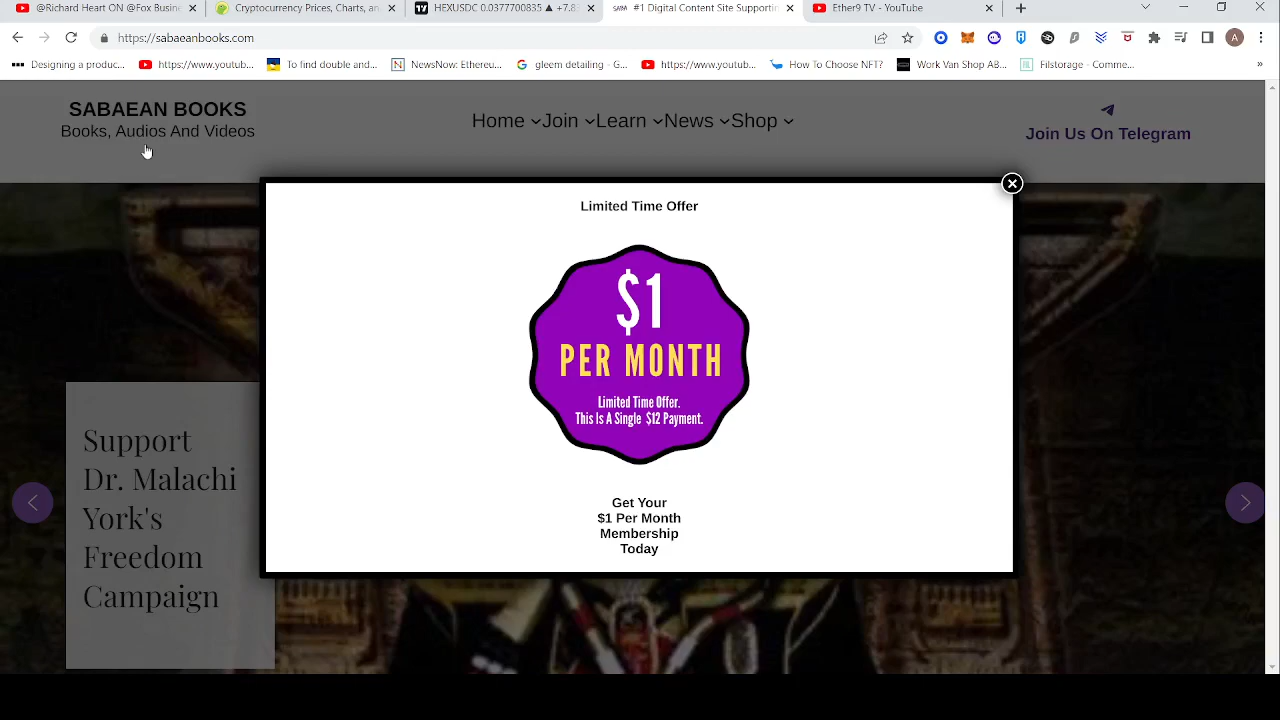 @Richard Heart ON @Fox Busine
Cryptocurrency Prices, Charts, an
HEXUSDC 0.0377700835 ▲ +7.8
#1 Digital Content Site Supportin
Ether9 TV - YouTube
https://sabaeanbooks.com
A
Designing a produc...
https://www.youtub...
To find double and...
NewsNow: Ethereu...
gleem detailing - G...
https://www.youtub...
How To Choose NFT?
Work Van Shop AB...
Filstorage - Comme...
»
SABAEAN BOOKS
Books, Audios And Videos
Home
Join
Learn
News
Shop
Join Us On Telegram
Limited Time Offer
$1
PER MONTH
Limited Time Offer.
This Is A Single $12 Payment.
Get Your
$1 Per Month
Membership
Today
Support
Dr. Malachi
York's
Freedom
Campaign